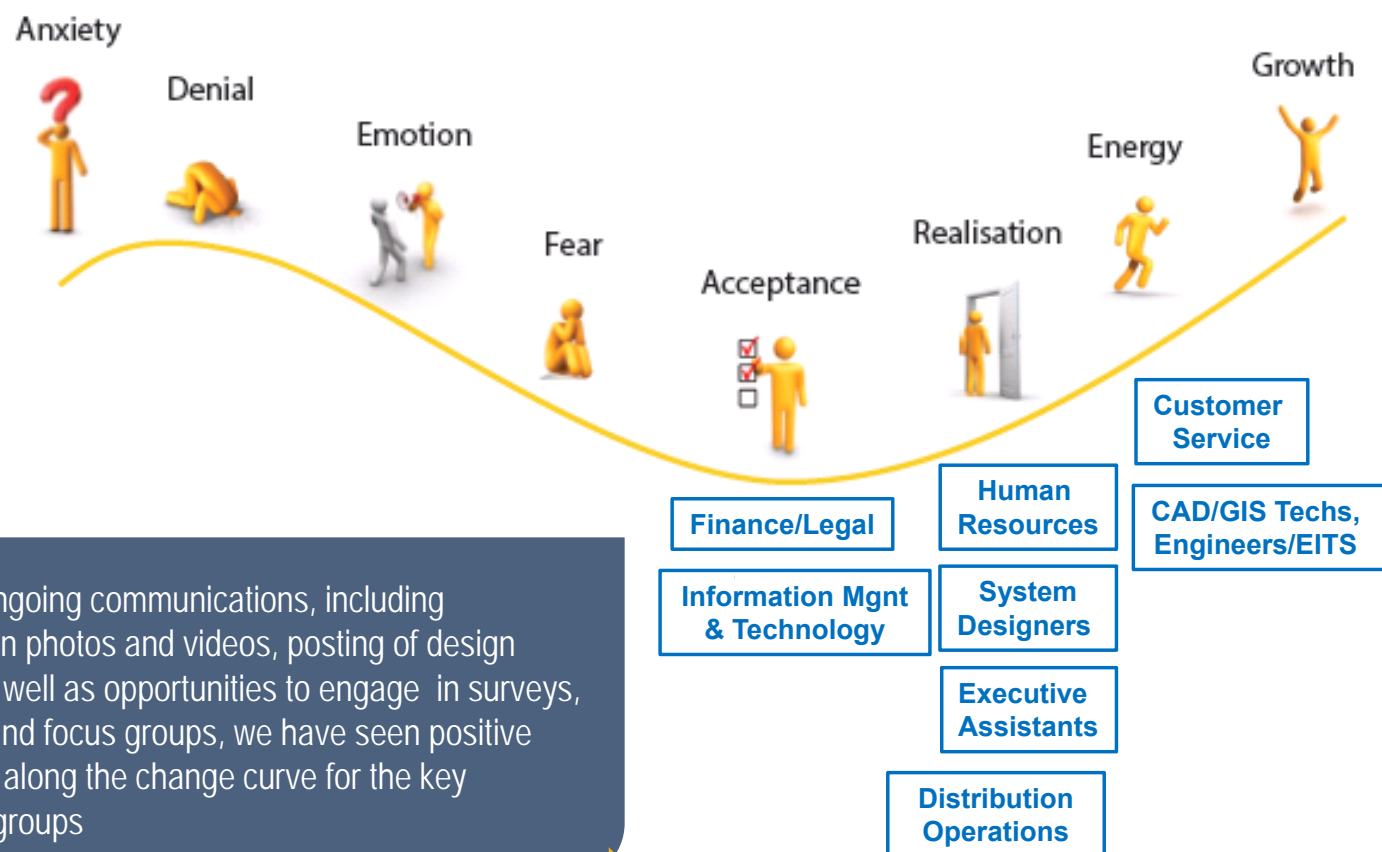 Anxiety
Denial
Emotion
Fear
Acceptance
Realisation
Energy
Growth
Customer
Service
Human
Resources
CAD/GIS Techs,
Engineers/EITS
Finance/Legal
Information Mgnt
& Technology
System
Designers
Executive
Assistants
Distribution
Operations
ngoing communications, including
n photos and videos, posting of design
well as opportunities to engage in surveys,
nd focus groups, we have seen positive
along the change curve for the key
groups